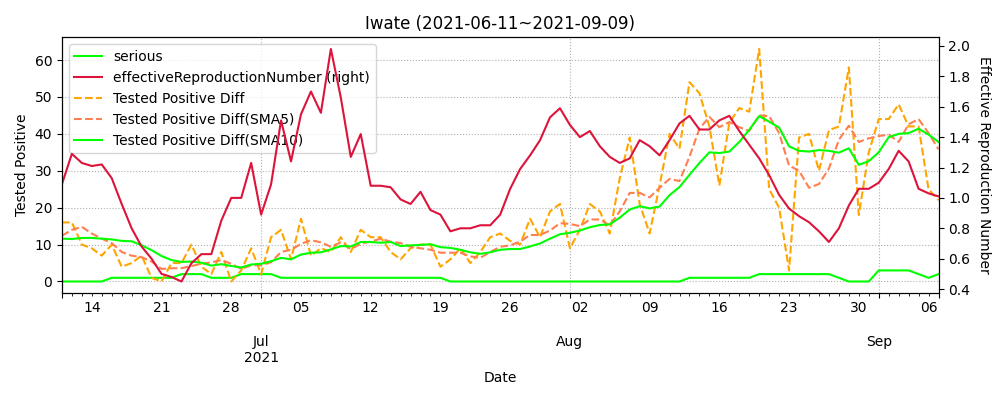 Iwate (2021-06-11~2021-09-09)
serious
effectiveReproductionNumber (right)
Tested Positive Diff
Tested Positive Diff(SMA5)
Tested Positive Diff(SMA10)
Tested Positive
60
50
40
30
20
10
0
2.0
1.8
1.6
1.4
1.2
1.0
0.8
0.6
0.4
Effective Reproduction Number
14 21 28 05 12 19 26 02 09 16 23 30 06
Jul Aug Sep
2021
Date